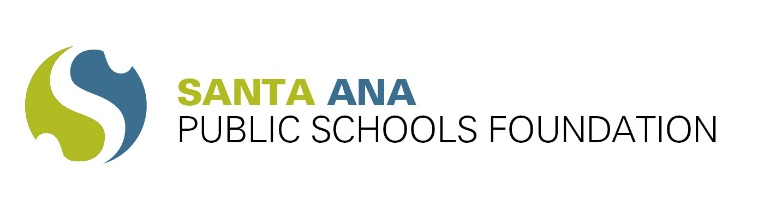 SANTA ANA
PUBLIC SCHOOLS FOUNDATION